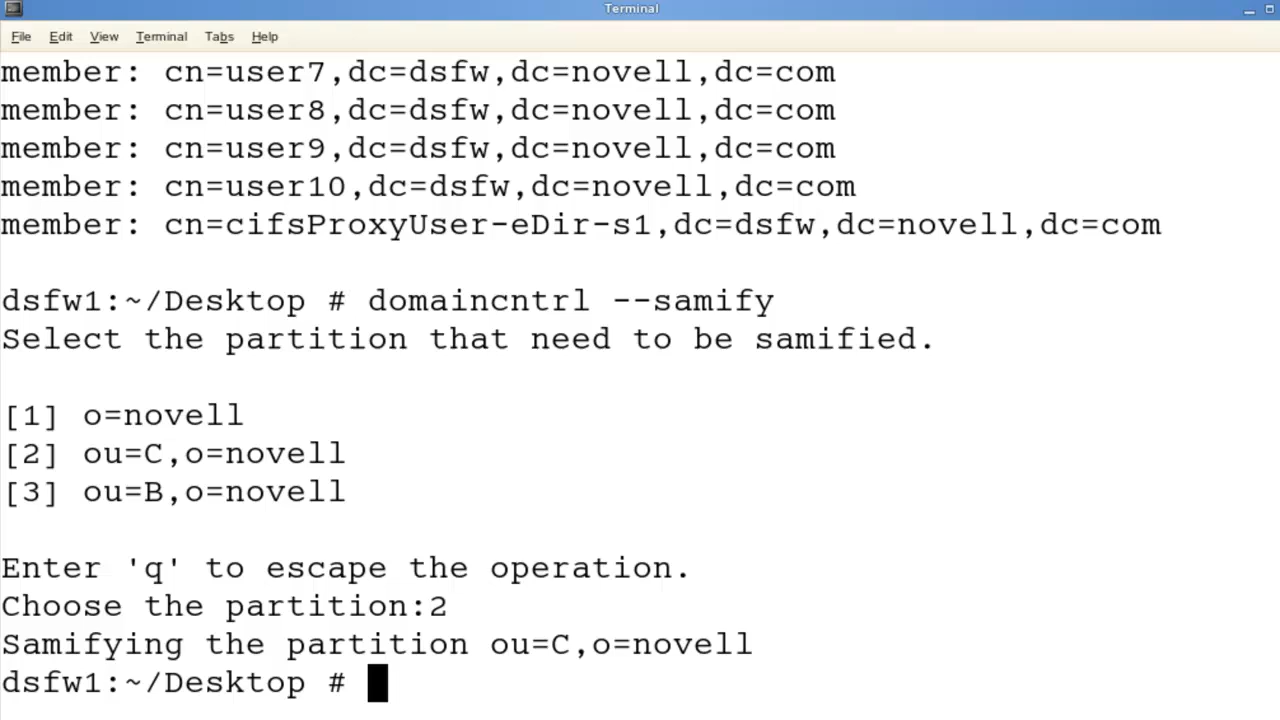 Terminal
File Edit View Terminal Tabs Help
member: cn=user7,dc=dsfw,dc=novell,dc=com
member: cn=user8,dc=dsfw,dc=novell,dc=com
member: cn=user9,dc=dsfw,dc=novell,dc=com
member: cn=user10,dc=dsfw,dc=novell,dc=com
member: cn=cifsProxyUser-eDir-s1,dc=dsfw,dc=novell,dc=com
dsfw1:~/Desktop # domaincntrl --samify
Select the partition that need to be samified.
[1] o=novell
[2] ou=C,o=novell
[3] ou=B,o=novell
Enter 'q' to escape the operation.
Choose the partition:2
Samifying the partition ou=C,o=novell
dsfw1:~/Desktop #